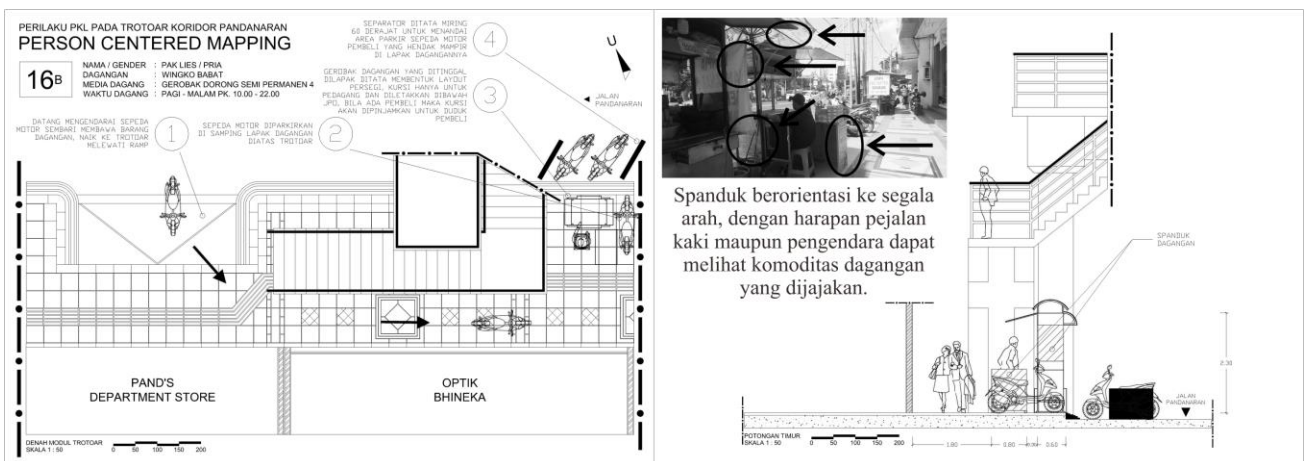 PERILAKU PKL PADA TROTOAR KORIDOR PANDANARAN
PERSON CENTERED MAPPING
16B
NAMA / GENDER : PAK LIES / PRIA
DAGANGAN : WINGKO BABAT
MEDIA DAGANG : GEROBAK DORONG SEMI PERMANEN 4
WAKTU DAGANG : PAGI - MALAM PK. 10.00 - 22.00
DATANG MENGENDARAI SEPEDA
MOTOR SEMBARI MEMBAWA BARANG
DAGANGAN, NAIK KE TROTOAR
MELEWATI RAMP
1
SEPEDA MOTOR DIPARKIRKAN
DI SAMPING LAPAK DAGANGAN
DIATAS TROTOAR
2
GEROBAK DAGANGAN YANG DITINGGAL
DILAPAK DITATA MEMBENTUK LAYOUT
PERSEGI, KURSI HANYA UNTUK
PEDAGANG DAN DILETAKKAN DIBAWAH
JPO, BILA ADA PEMBELI MAKA KURSI
AKAN DIPINJAMKAN UNTUK DUDUK
PEMBELI
3
SEPARATOR DITATA MIRING
60 DERAJAT UNTUK MENANDAI
AREA PARKIR SEPEDA MOTOR
PEMBELI YANG HENDAK MAMPIR
DI LAPAK DAGANGANNYA
4
U
JALAN
PANDANARAN
PAND'S
DEPARTMENT STORE
OPTIK
BHINEKA
DENAH MODUL TROTOAR
SKALA 1 : 50
0 50 100 150 200
Spanduk berorientasi ke segala
arah, dengan harapan pejalan
kaki maupun pengendara dapat
melihat komoditas dagangan
yang dijajakan.
SPANDUK
DAGANGAN
2.30
JALAN
PANDANARAN
POTONGAN TIMUR
SKALA 1 : 50
0 50 100 150 200
1.80 0.80 0.60